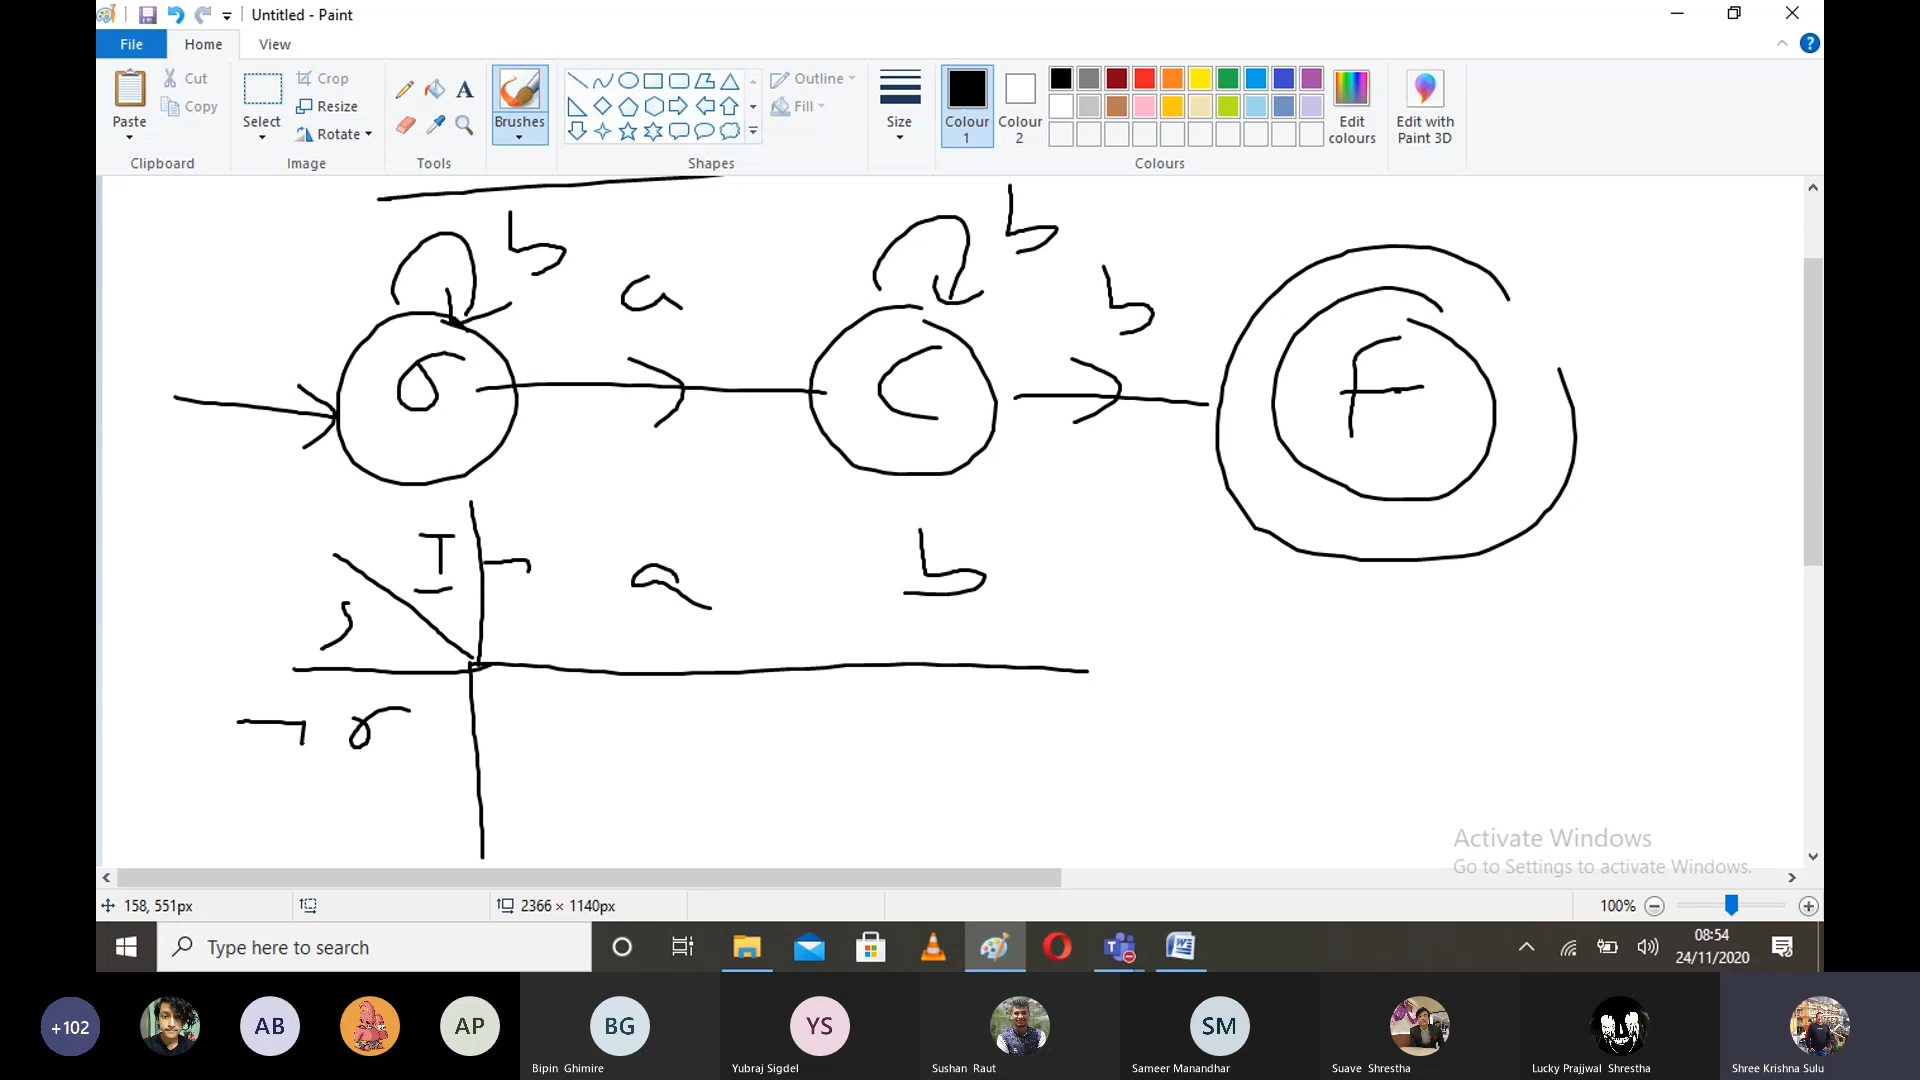 Untitled - Paint
File Home View
Paste Cut Copy Clipboard
Select Crop Resize Rotate Image
A Tools
Brushes
Outline Fill Shapes
Size
Colour 1 Colour 2 Edit colours Edit with Paint 3D Colours
b b
a b
σ C F
I a b
S
σ
Activate Windows
Go to Settings to activate Windows.
158, 551px 2366 × 1140px 100%
Type here to search
08:54
24/11/2020
+102 AB AP BG YS SM
Bipin Ghimire Yubraj Sigdel Sushan Raut Sameer Manandhar Suave Shrestha Lucky Prajjwal Shrestha Shree Krishna Sulu